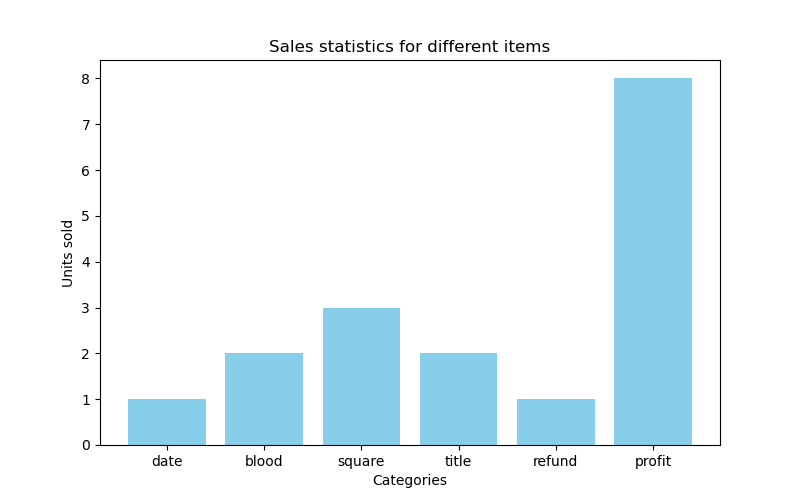 Sales statistics for different items
Units sold
8
7
6
5
4
3
2
1
0
date blood square title refund profit
Categories